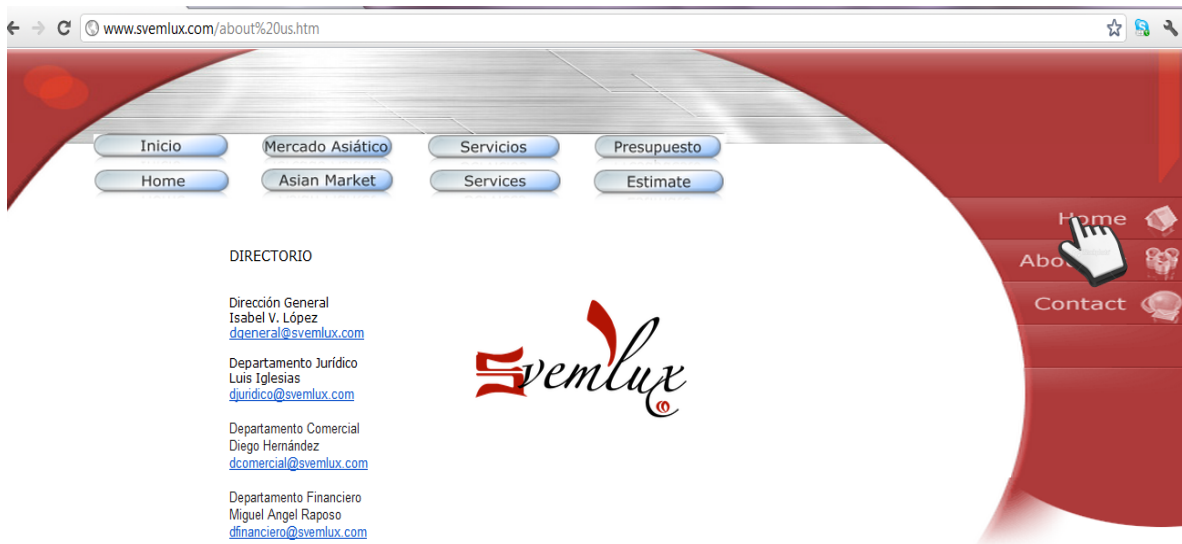 www.svemlux.com/about%20us.htm
Inicio
Mercado Asiático
Servicios
Presupuesto
Home
Asian Market
Services
Estimate
Home
Abo
Contact
DIRECTORIO
Dirección General
Isabel V. López
dgeneral@svemlux.com
Departamento Jurídico
Luis Iglesias
djuridico@svemlux.com
Departamento Comercial
Diego Hernández
dcomercial@svemlux.com
Departamento Financiero
Miguel Angel Raposo
dfinanciero@svemlux.com
Svemlux